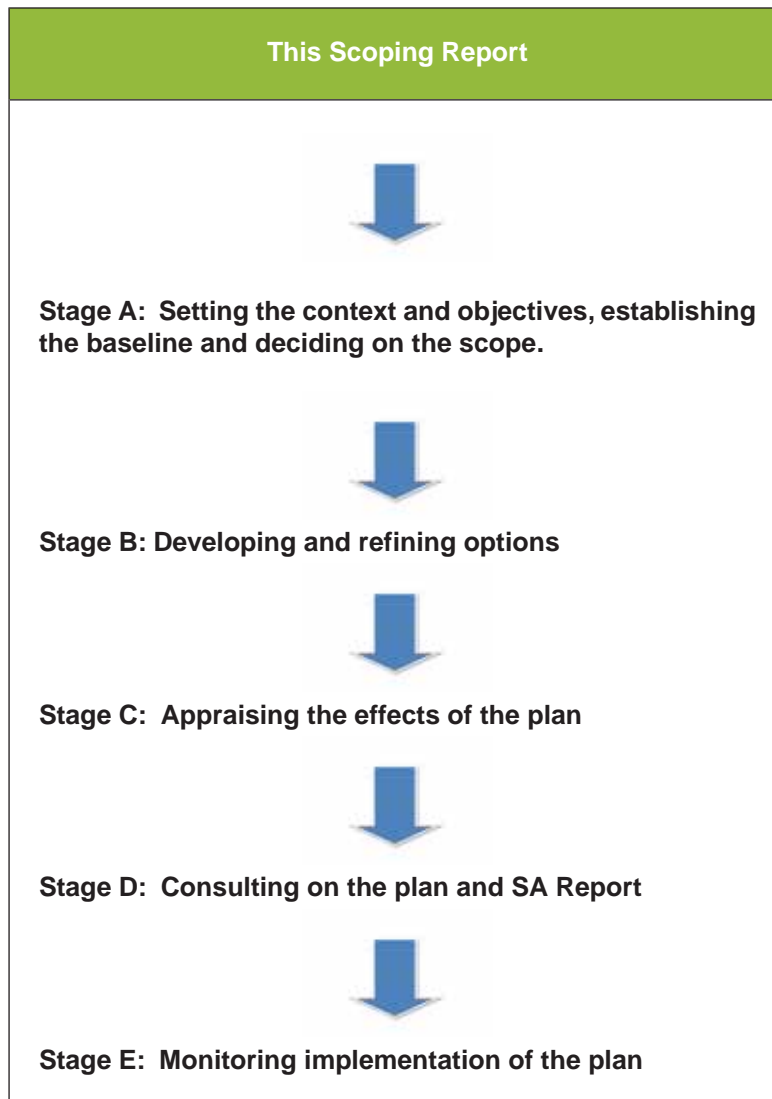 This Scoping Report
Stage A:  Setting the context and objectives, establishing
the baseline and deciding on the scope.
Stage B: Developing and refining options
Stage C:  Appraising the effects of the plan
Stage D:  Consulting on the plan and SA Report
Stage E:  Monitoring implementation of the plan